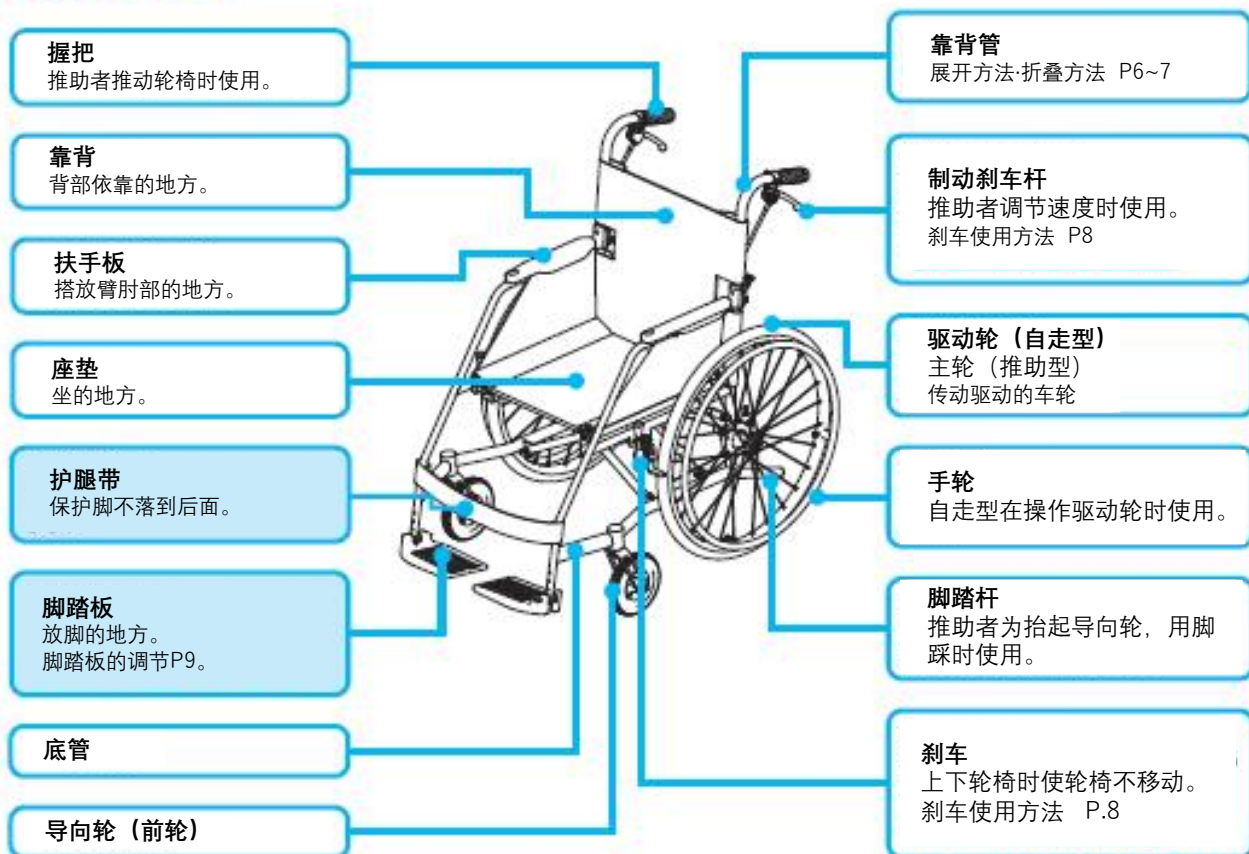 握把
推助者推动轮椅时使用。
靠背
背部依靠的地方。
扶手板
搭放臂肘部的地方。
座垫
坐的地方。
护腿带
保护脚不落到后面。
脚踏板
放脚的地方。
脚踏板的调节P9。
底管
导向轮（前轮）
靠背管
展开方法·折叠方法 P6~7
制动刹车杆
推助者调节速度时使用。
刹车使用方法 P8
驱动轮（自走型）
主轮（推助型）
传动驱动的车轮
手轮
自走型在操作驱动轮时使用。
脚踏杆
推助者为抬起导向轮，用脚
踩时使用。
刹车
上下轮椅时使轮椅不移动。
刹车使用方法 P.8